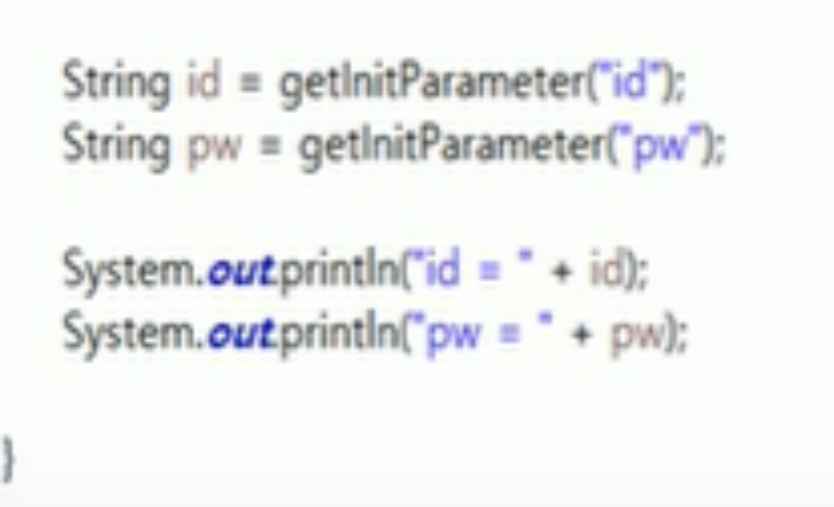 String id = getInitParameter("id");
String pw = getInitParameter("pw");
System.out.println("id = " + id);
System.out.println("pw = " + pw);
}